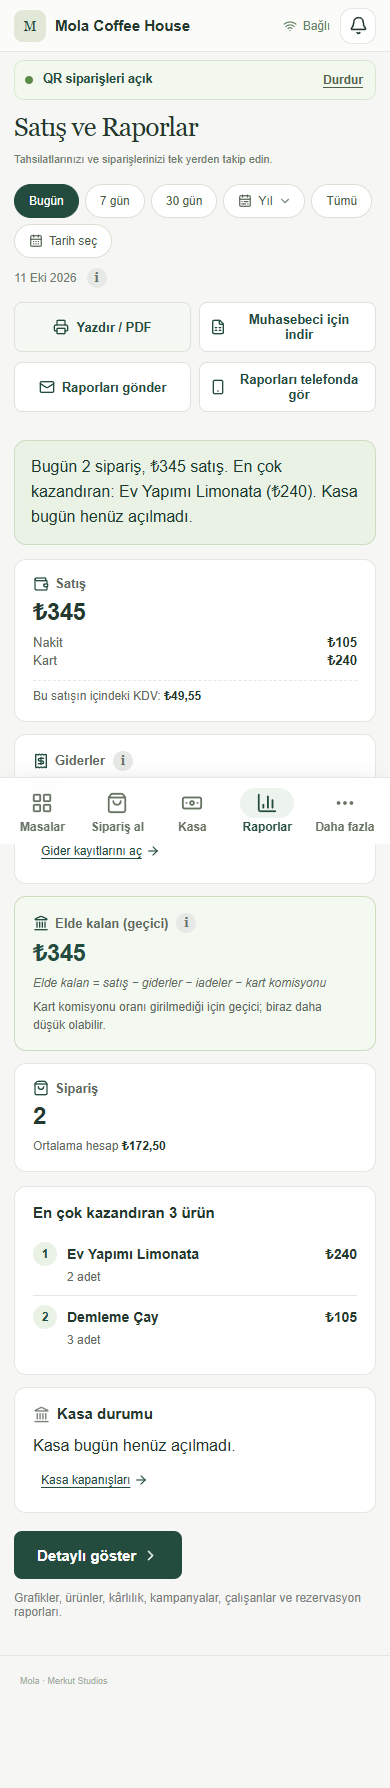 M
Mola Coffee House
Bağlı
QR siparişleri açık
Durdur
Satış ve Raporlar
Tahsilatlarınızı ve siparişlerinizi tek yerden takip edin.
Bugün
7 gün
30 gün
Yıl
Tümü
Tarih seç
11 Eki 2026
i
Yazdır / PDF
Muhasebeci için
indir
Raporları gönder
Raporları telefonda
gör
Bugün 2 sipariş, ₺345 satış. En çok
kazandıran: Ev Yapımı Limonata (₺240). Kasa
bugün henüz açılmadı.
Satış
₺345
Nakit
₺105
Kart
₺240
Bu satışın içindeki KDV: ₺49,55
Giderler
i
Masalar
Sipariş al
Kasa
Raporlar
Daha fazla
Gider kayıtlarını aç
Elde kalan (geçici)
i
₺345
Elde kalan = satış − giderler − iadeler − kart komisyonu
Kart komisyonu oranı girilmediği için geçici; biraz daha
düşük olabilir.
Sipariş
2
Ortalama hesap ₺172,50
En çok kazandıran 3 ürün
1
Ev Yapımı Limonata
₺240
2 adet
2
Demleme Çay
₺105
3 adet
Kasa durumu
Kasa bugün henüz açılmadı.
Kasa kapanışları
Detaylı göster
Grafikler, ürünler, kârlılık, kampanyalar, çalışanlar ve rezervasyon
raporları.
Mola · Merkut Studios